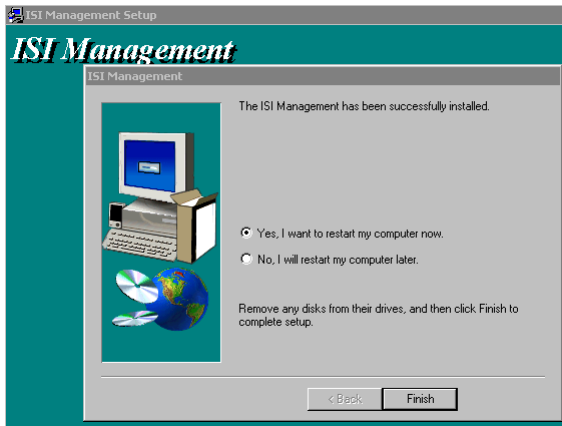 ISI Management Setup
ISI Management
ISI Management
The ISI Management has been successfully installed.
Yes, I want to restart my computer now.
No, I will restart my computer later.
Remove any disks from their drives, and then click Finish to
complete setup.
< Back
Finish